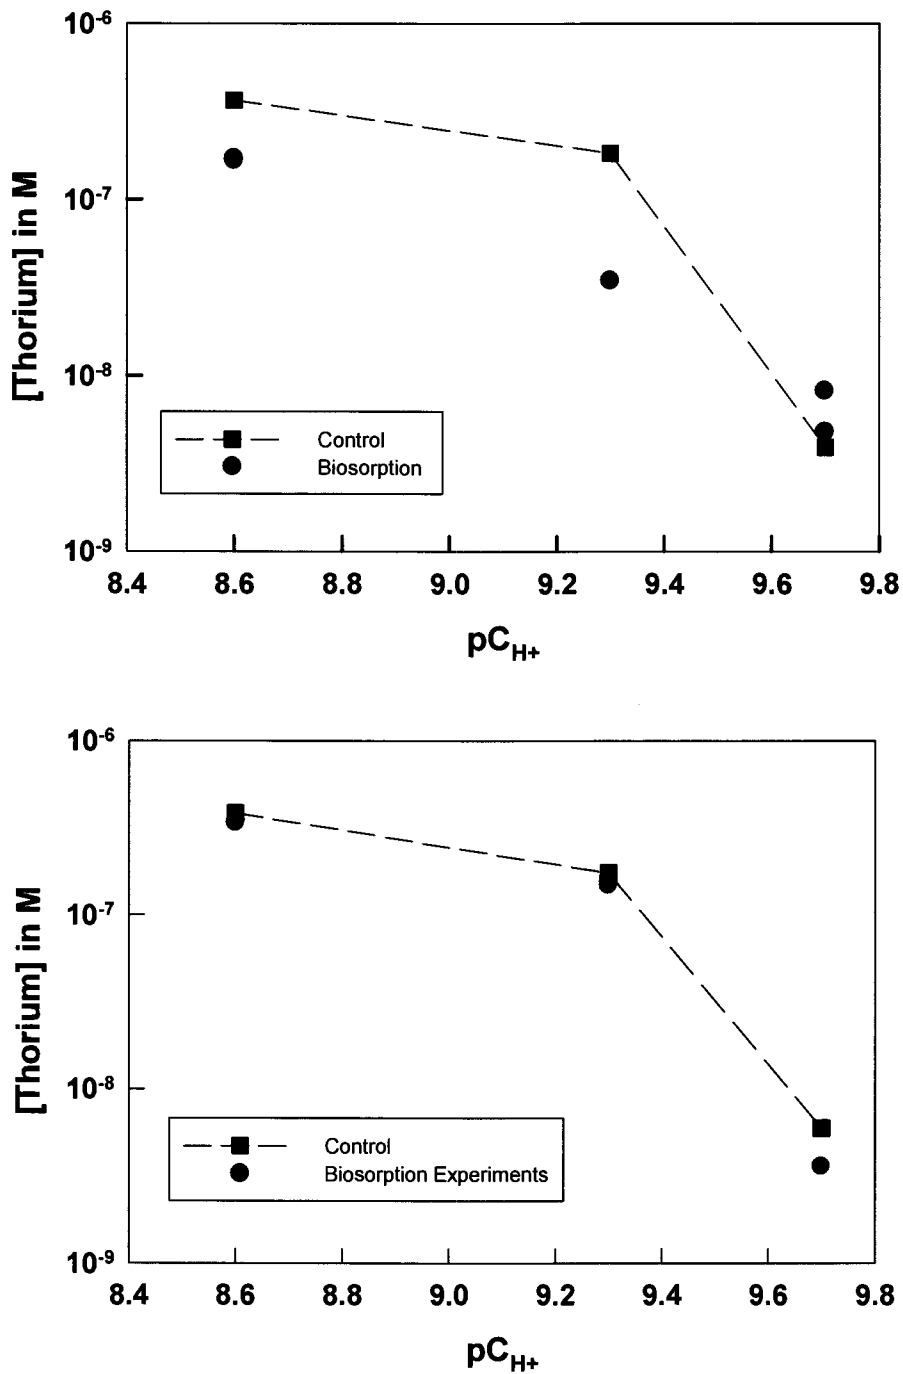 10-6
10-7
10-8
10-9
[Thorium] in M
Control
Biosorption
8.4 8.6 8.8 9.0 9.2 9.4 9.6 9.8
pCH+
10-6
10-7
10-8
10-9
[Thorium] in M
Control
Biosorption Experiments
8.4 8.6 8.8 9.0 9.2 9.4 9.6 9.8
pCH+